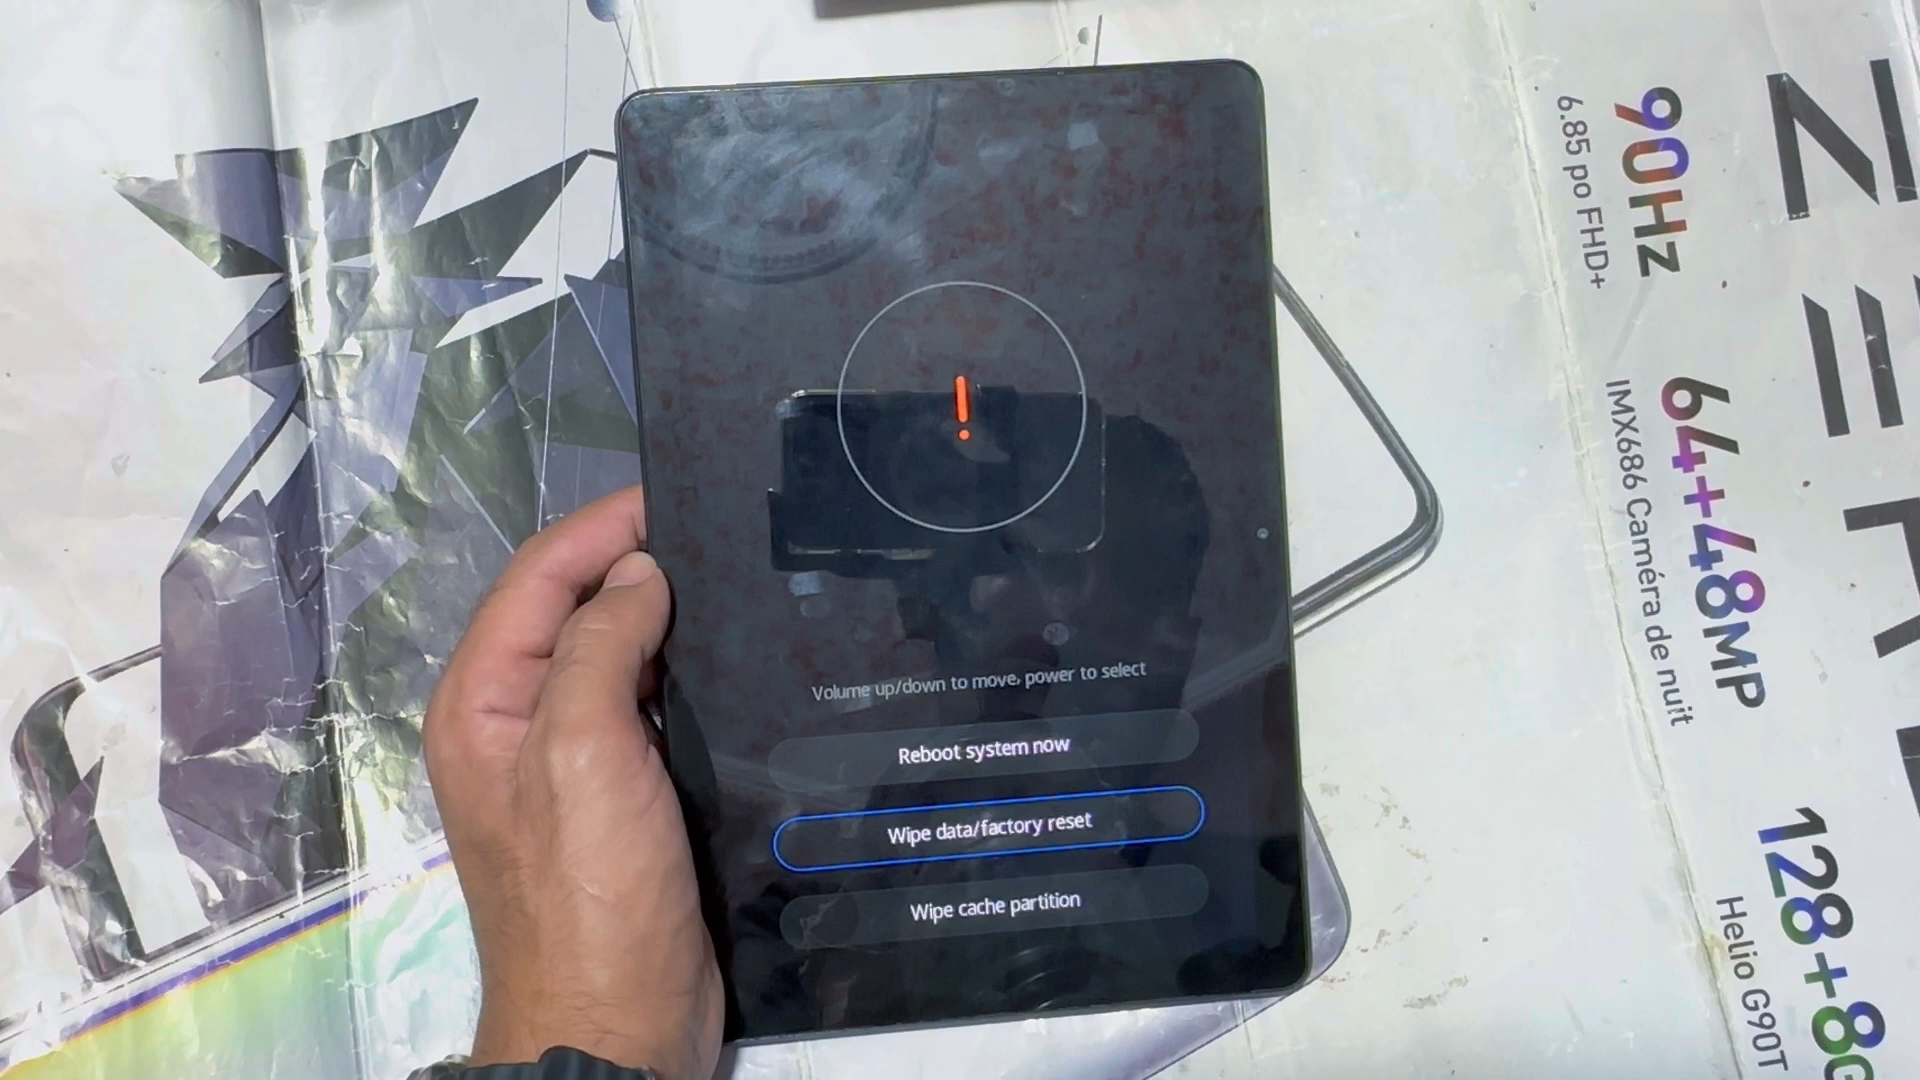 Volume up/down to move, power to select
Reboot system now
Wipe data/factory reset
Wipe cache partition
90Hz
6.85 po FHD+
64+48MP
IMX686 Caméra de nuit
128+8G
Helio G90T
ZER